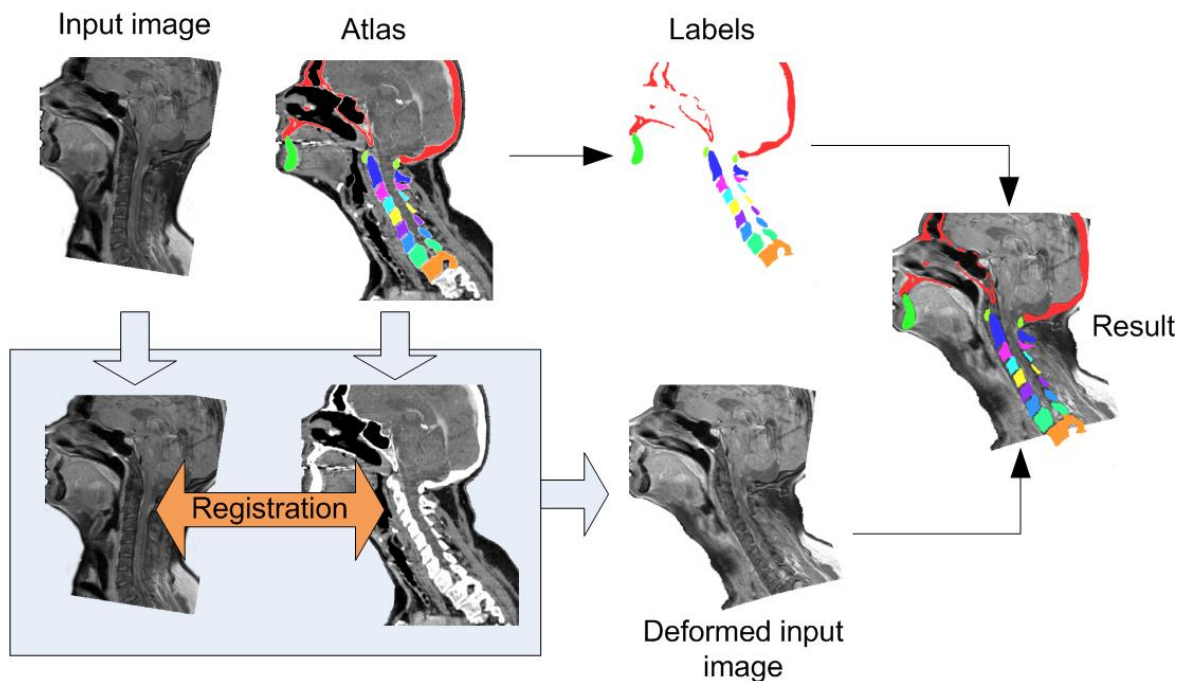 Input image
Atlas
Labels
Result
Registration
Deformed input
image